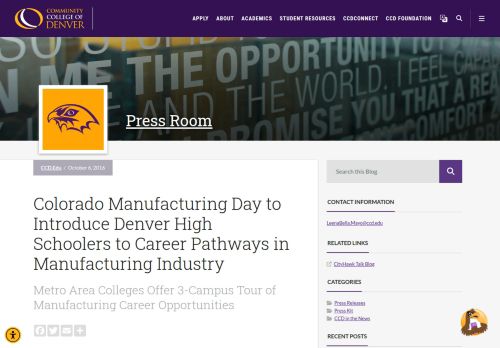 COMMUNITY
COLLEGE OF
DENVER
APPLY ABOUT ACADEMICS STUDENT RESOURCES CCDCONNECT CCD FOUNDATION
IN ME THE OPPORTUNITY
AND THE WORLD. I FEEL
PROMISE YOU THAT
Press Room
CCD.Edu / October 6, 2016
Colorado Manufacturing Day to
Introduce Denver High
Schoolers to Career Pathways in
Manufacturing Industry
Metro Area Colleges Offer 3-Campus Tour of
Manufacturing Career Opportunities
Search this Blog
CONTACT INFORMATION
LeenaBella.Mayo@ccd.edu
RELATED LINKS
CityHawk Talk Blog
CATEGORIES
Press Releases
Press Kit
CCD in the News
RECENT POSTS